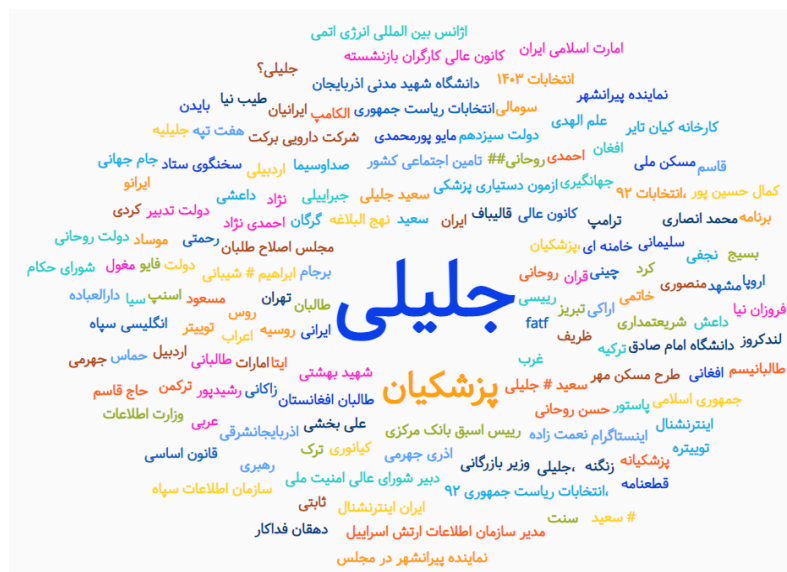 اژانس بین المللی انرژی اتمی
امارت اسلامی ایران
کانون عالی کارگران بازنشسته
جلیلی؟
انتخابات ۱۴۰۳
دانشگاه شهید مدنی اذربایجان
نماینده پیرانشهر
طیب نیا
بایدن
سومالی
انتخابات ریاست جمهوری
الکامپ
ایرانیان
علم الهدی
کارخانه کیان تایر
دولت سیزدهم
مایو پورمحمدی
شرکت دارویی برکت
هفت تپه
جلیلیه
افغان
احمدی
روحانی##
تامین اجتماعی کشور
صداوسیما
اردبیلی
سخنگوی ستاد
جام جهانی
مسکن ملی
قاسم
ایرانو
جهانگیری
ازمون دستیاری پزشکی
سعید جلیلی
جبراییلی
نژاد
داعشی
،انتخابات ۹۲
کمال حسین پور
دولت تدبیر
کردی
برنامه
محمد انصاری
ترامپ
کانون عالی
قالیباف
ایران
سعید
نهج البلاغه
گرگان
احمدی نژاد
رحمتی
موساد
دولت روحانی
سلیمانی
خامنه ای
،پزشکیان
مجلس اصلاح طلبان
بسیج
نجفی
کرد
چینی
قران
روحانی
برجام
ابراهیم # شیبانی
دولت
فایو
مغول
شورای حکام
اروپا
مشهد
منصوری
خاتمی
اراکی
تبریز
رییسی
جلیلی
طالبان
تهران
مسعود
اسنپ
سیا
دارالعباده
فروزان نیا
داعش
شریعتمداری
ظریف
fatf
ایرانی
روسیه
روس
اعراب
توییتر
انگلیسی سپاه
لندکروز
دانشگاه امام صادق
ترکیه
غرب
ایتا
امارات
طالبانی
اردبیل
حماس
جهرمی
طالبانیسم
افغانی
طرح مسکن مهر
سعید # جلیلی
پزشکیان
شهید بهشتی
زاکانی
رشیدپور
ترکمن
حاج قاسم
جمهوری اسلامی
پاستور
حسن روحانی
طالبان افغانستان
وزارت اطلاعات
اینترنشنال
اینستاگرام
نعمت زاده
رییس اسبق بانک مرکزی
علی بخشی
اذربایجانشرقی
عربی
توییتره
پزشکیانه
زنگنه
،جلیلی
وزیر بازرگانی
اذری جهرمی
کیانوری
ترک
قانون اساسی
رهبری
قطعنامه
،انتخابات ریاست جمهوری ۹۲
دبیر شورای عالی امنیت ملی
سازمان اطلاعات سپاه
# سعید
سنت
ایران اینترنشنال
ثابتی
مدیر سازمان اطلاعات ارتش اسراییل
دهقان فداکار
نماینده پیرانشهر در مجلس